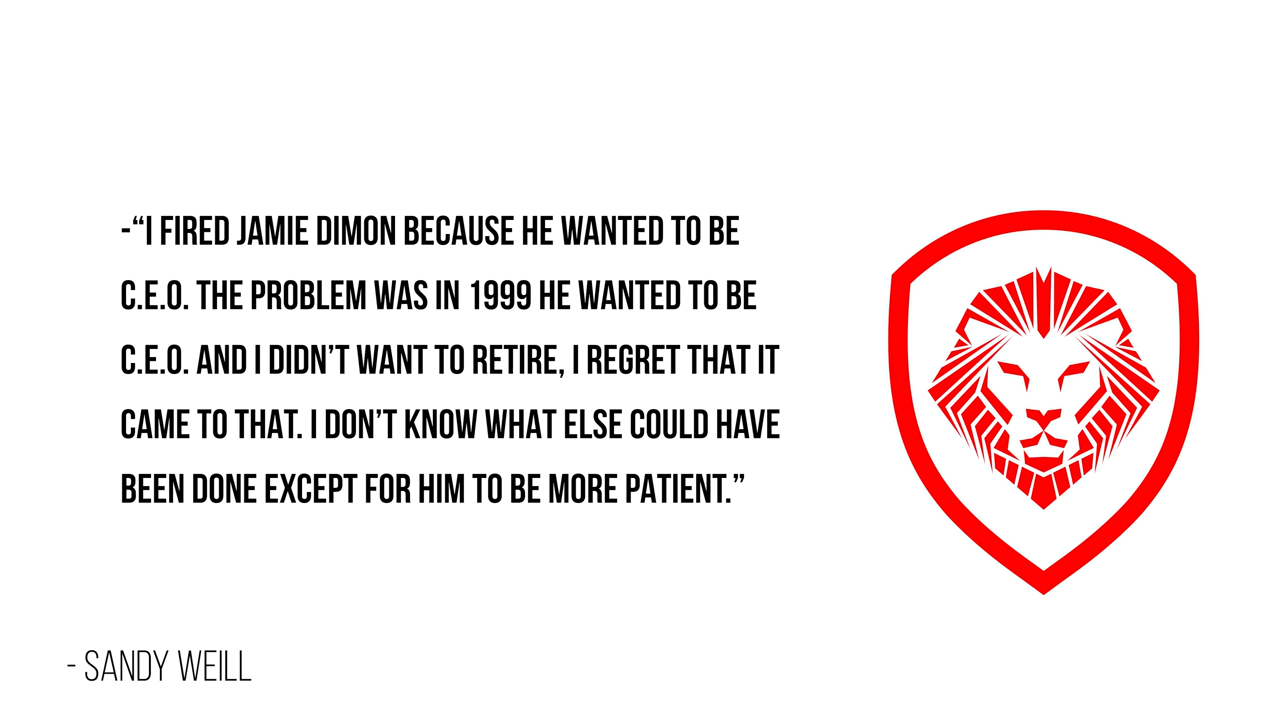 -“I FIRED JAMIE DIMON BECAUSE HE WANTED TO BE
C.E.O. THE PROBLEM WAS IN 1999 HE WANTED TO BE
C.E.O. AND I DIDN’T WANT TO RETIRE, I REGRET THAT IT
CAME TO THAT. I DON’T KNOW WHAT ELSE COULD HAVE
BEEN DONE EXCEPT FOR HIM TO BE MORE PATIENT.”
- SANDY WEILL